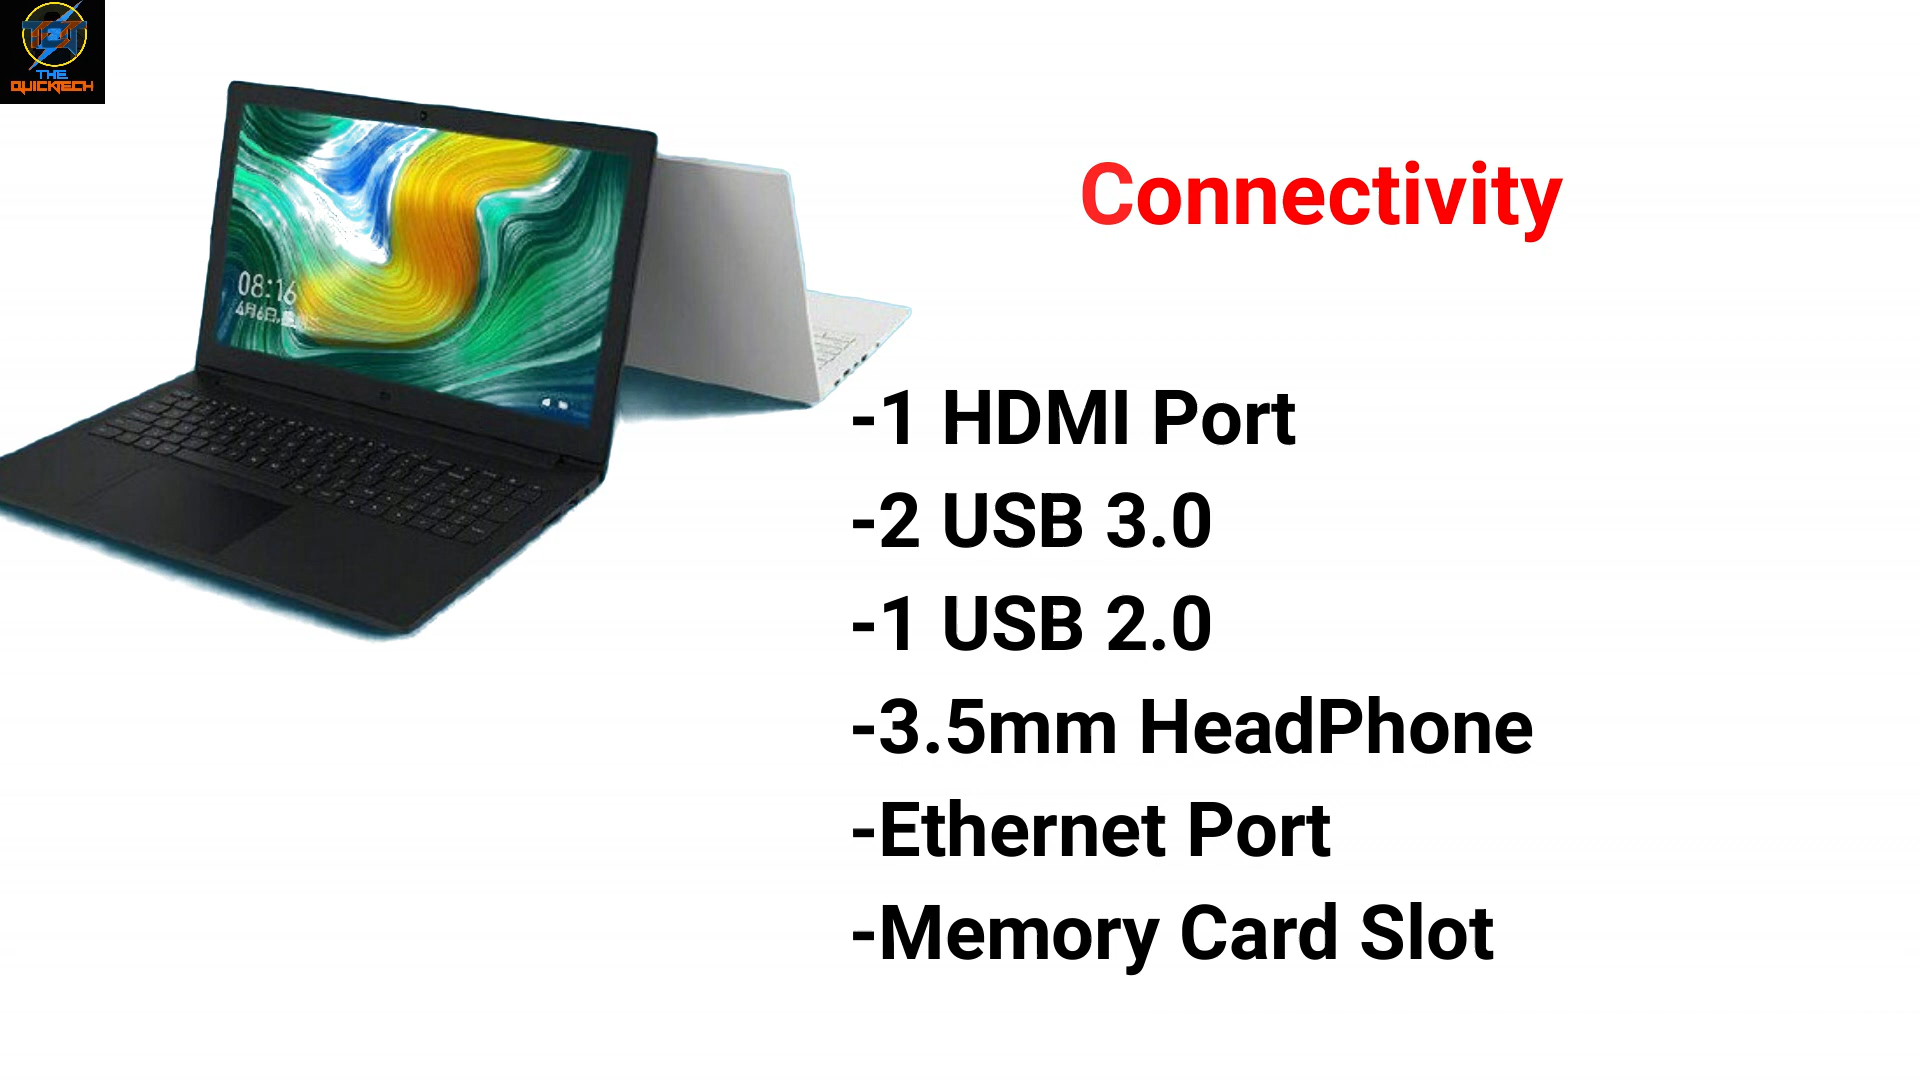 THE
QUICKTECH
Connectivity
08:16
-1 HDMI Port
-2 USB 3.0
-1 USB 2.0
-3.5mm HeadPhone
-Ethernet Port
-Memory Card Slot